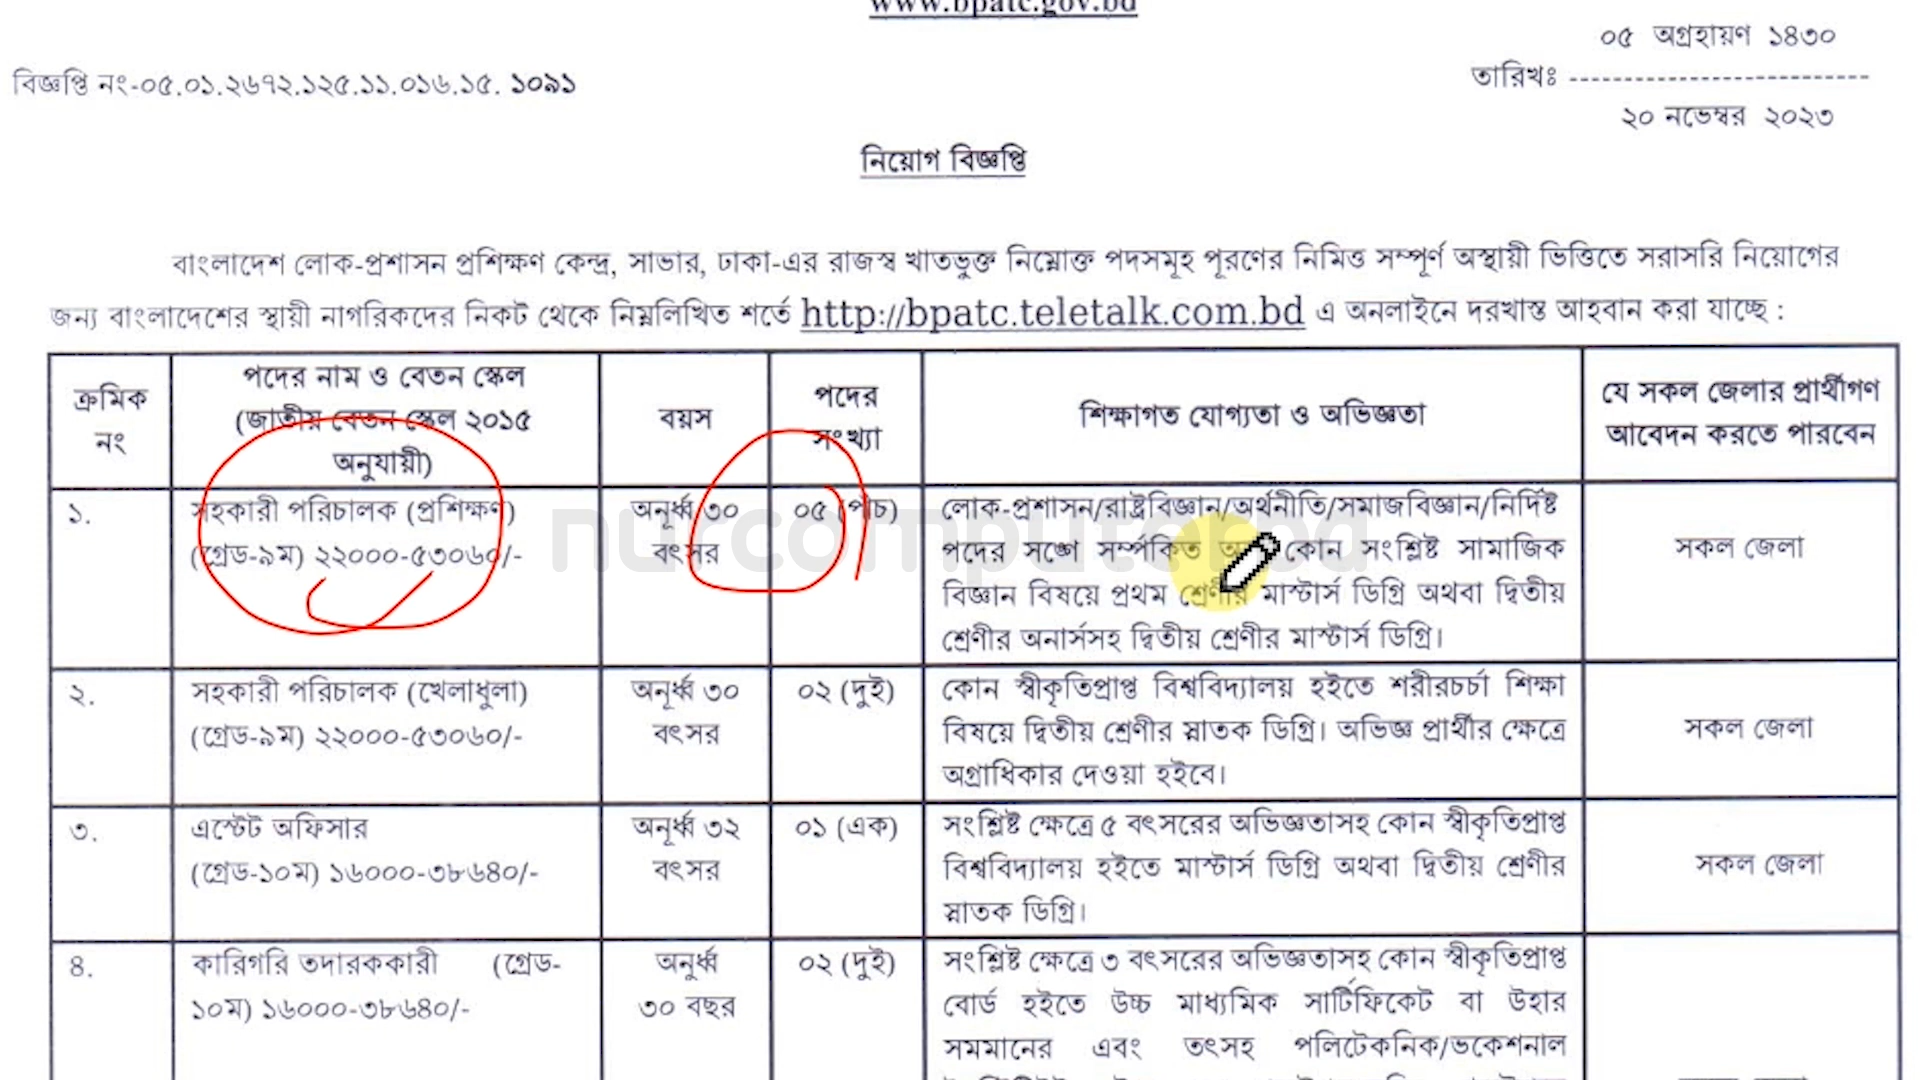 www.bpatc.gov.bd
০৫ অগ্রহায়ণ ১৪৩০
বিজ্ঞপ্তি নং-০৫.০১.২৬৭২.১২৫.১১.০১৬.১৫. ১০৯১
তারিখঃ ----------------------------
২০ নভেম্বর ২০২৩
নিয়োগ বিজ্ঞপ্তি
বাংলাদেশ লোক-প্রশাসন প্রশিক্ষণ কেন্দ্র, সাভার, ঢাকা-এর রাজস্ব খাতভুক্ত নিম্নোক্ত পদসমূহ পূরণের নিমিত্ত সম্পূর্ণ অস্থায়ী ভিত্তিতে সরাসরি নিয়োগের
জন্য বাংলাদেশের স্থায়ী নাগরিকদের নিকট থেকে নিম্নলিখিত শর্তে http://bpatc.teletalk.com.bd এ অনলাইনে দরখাস্ত আহবান করা যাচ্ছে :
ক্রমিক
নং
পদের নাম ও বেতন স্কেল
(জাতীয় বেতন স্কেল ২০১৫
অনুযায়ী)
বয়স
পদের
সংখ্যা
শিক্ষাগত যোগ্যতা ও অভিজ্ঞতা
যে সকল জেলার প্রার্থীগণ
আবেদন করতে পারবেন
১.
সহকারী পরিচালক (প্রশিক্ষণ)
(গ্রেড-৯ম) ২২০০০-৫৩০৬০/-
অনূর্ধ্ব ৩০
বৎসর
০৫ (পাঁচ)
লোক-প্রশাসন/রাষ্ট্রবিজ্ঞান/অর্থনীতি/সমাজবিজ্ঞান/নির্দিষ্ট
পদের সঙ্গে সর্ম্পকিত কোন সংশ্লিষ্ট সামাজিক
বিজ্ঞান বিষয়ে প্রথম শ্রেণীর মাস্টার্স ডিগ্রি অথবা দ্বিতীয়
শ্রেণীর অনার্সসহ দ্বিতীয় শ্রেণীর মাস্টার্স ডিগ্রি।
সকল জেলা
nurcomputerbd
২.
সহকারী পরিচালক (খেলাধুলা)
(গ্রেড-৯ম) ২২০০০-৫৩০৬০/-
অনূর্ধ্ব ৩০
বৎসর
০২ (দুই)
কোন স্বীকৃতিপ্রাপ্ত বিশ্ববিদ্যালয় হইতে শরীরচর্চা শিক্ষা
বিষয়ে দ্বিতীয় শ্রেণীর স্নাতক ডিগ্রি। অভিজ্ঞ প্রার্থীর ক্ষেত্রে
অগ্রাধিকার দেওয়া হইবে।
সকল জেলা
৩.
এস্টেট অফিসার
(গ্রেড-১০ম) ১৬০০০-৩৮৬৪০/-
অনূর্ধ্ব ৩২
বৎসর
০১ (এক)
সংশ্লিষ্ট ক্ষেত্রে ৫ বৎসরের অভিজ্ঞতাসহ কোন স্বীকৃতিপ্রাপ্ত
বিশ্ববিদ্যালয় হইতে মাস্টার্স ডিগ্রি অথবা দ্বিতীয় শ্রেণীর
স্নাতক ডিগ্রি।
সকল জেলা
৪.
কারিগরি তদারককারী (গ্রেড-
১০ম) ১৬০০০-৩৮৬৪০/-
অনুর্ধ্ব
৩০ বছর
০২ (দুই)
সংশ্লিষ্ট ক্ষেত্রে ৩ বৎসরের অভিজ্ঞতাসহ কোন স্বীকৃতিপ্রাপ্ত
বোর্ড হইতে উচ্চ মাধ্যমিক সার্টিফিকেট বা উহার
সমমানের এবং তৎসহ পলিটেকনিক/ভকেশনাল